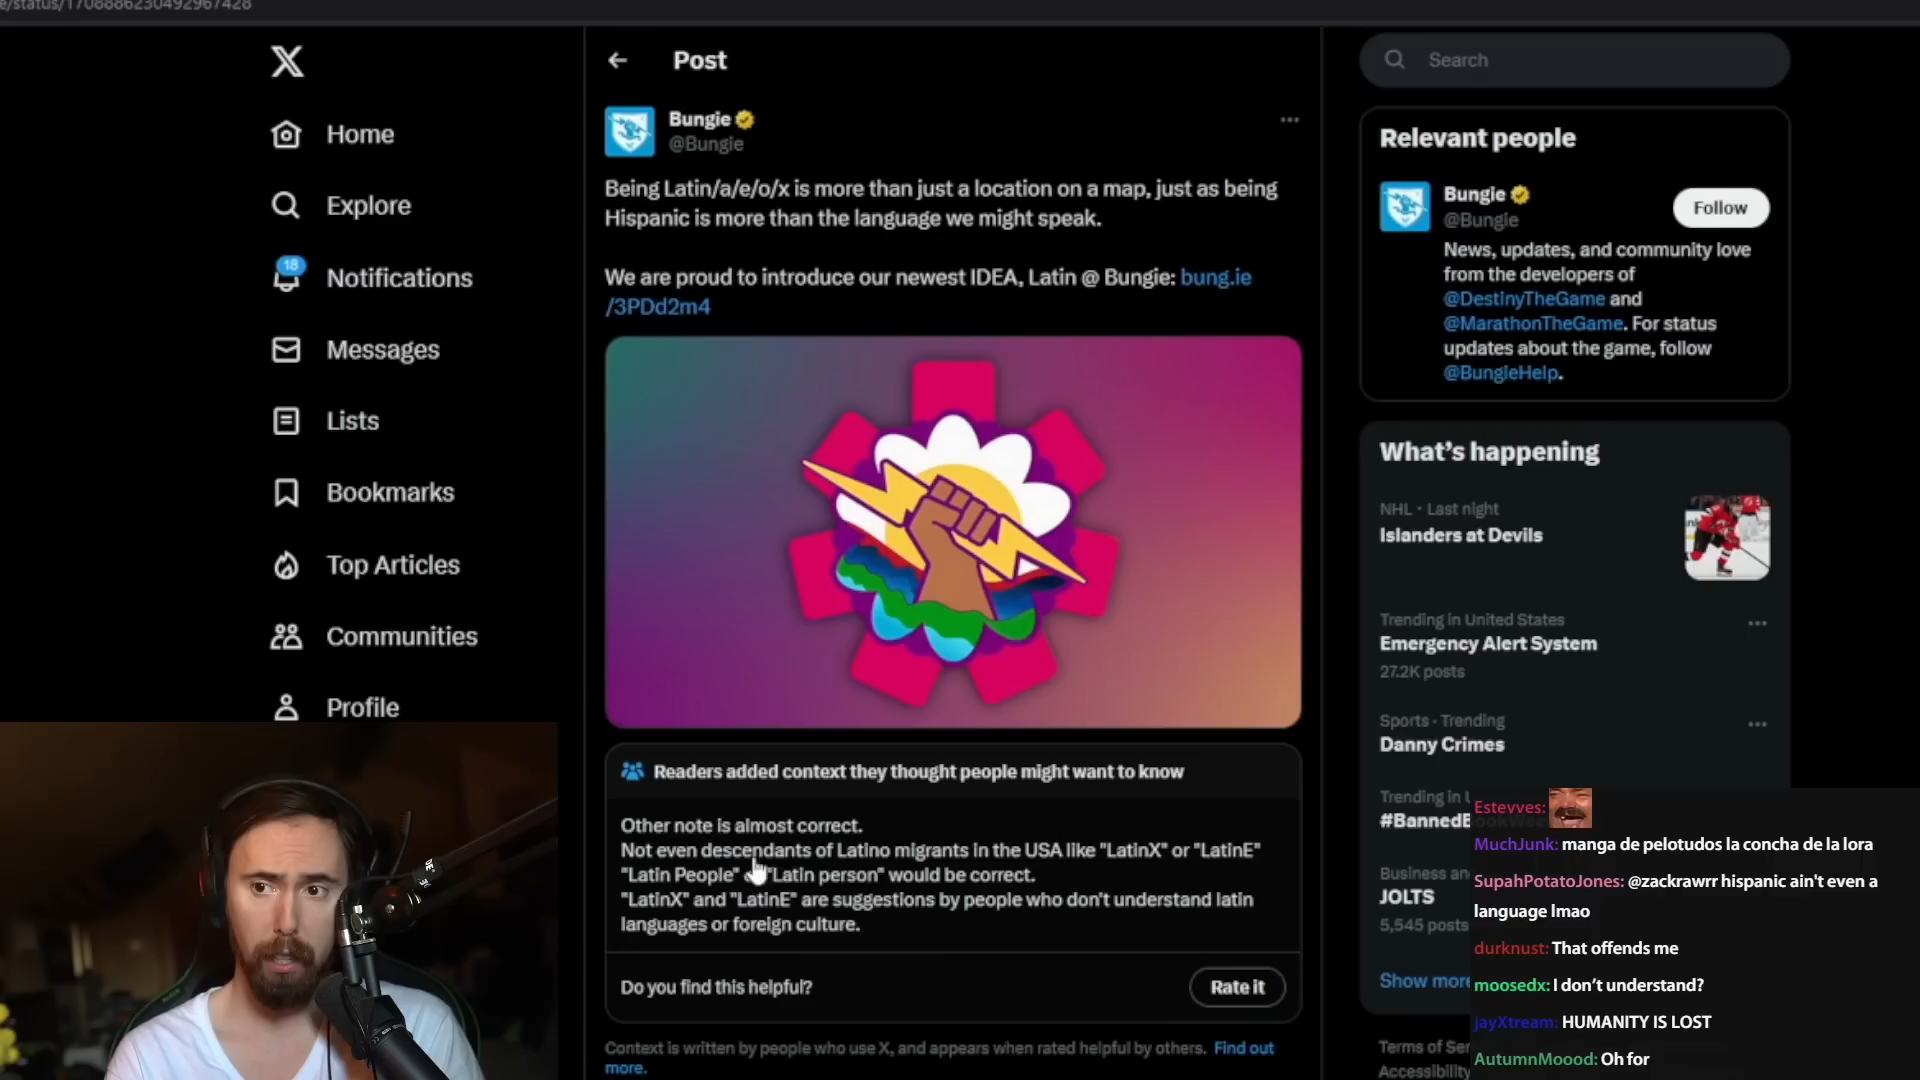 e/status/1708886230492967428
Home
Explore
18
Notifications
Messages
Lists
Bookmarks
Top Articles
Communities
Profile
Post
Bungie
@Bungie
Being Latin/a/e/o/x is more than just a location on a map, just as being
Hispanic is more than the language we might speak.
We are proud to introduce our newest IDEA, Latin @ Bungie: bung.ie
/3PDd2m4
Readers added context they thought people might want to know
Other note is almost correct.
Not even descendants of Latino migrants in the USA like "LatinX" or "LatinE"
"Latin People" "Latin person" would be correct.
"LatinX" and "LatinE" are suggestions by people who don't understand latin
languages or foreign culture.
Do you find this helpful?
Rate it
Context is written by people who use X, and appears when rated helpful by others. Find out
more.
Search
Relevant people
Bungie
@Bungie
Follow
News, updates, and community love
from the developers of
@DestinyTheGame and
@MarathonTheGame. For status
updates about the game, follow
@BungieHelp.
What's happening
NHL · Last night
Islanders at Devils
Trending in United States
Emergency Alert System
27.2K posts
Sports · Trending
Danny Crimes
Trending in
#Banned
Business
JOLTS
5,545 posts
Show more
Terms of
Accessibility
Estevves:
MuchJunk: manga de pelotudos la concha de la lora
SupahPotatoJones: @zackrawrr hispanic ain't even a
language lmao
durknust: That offends me
moosedx: I don't understand?
jayXtream: HUMANITY IS LOST
AutumnMoood: Oh for